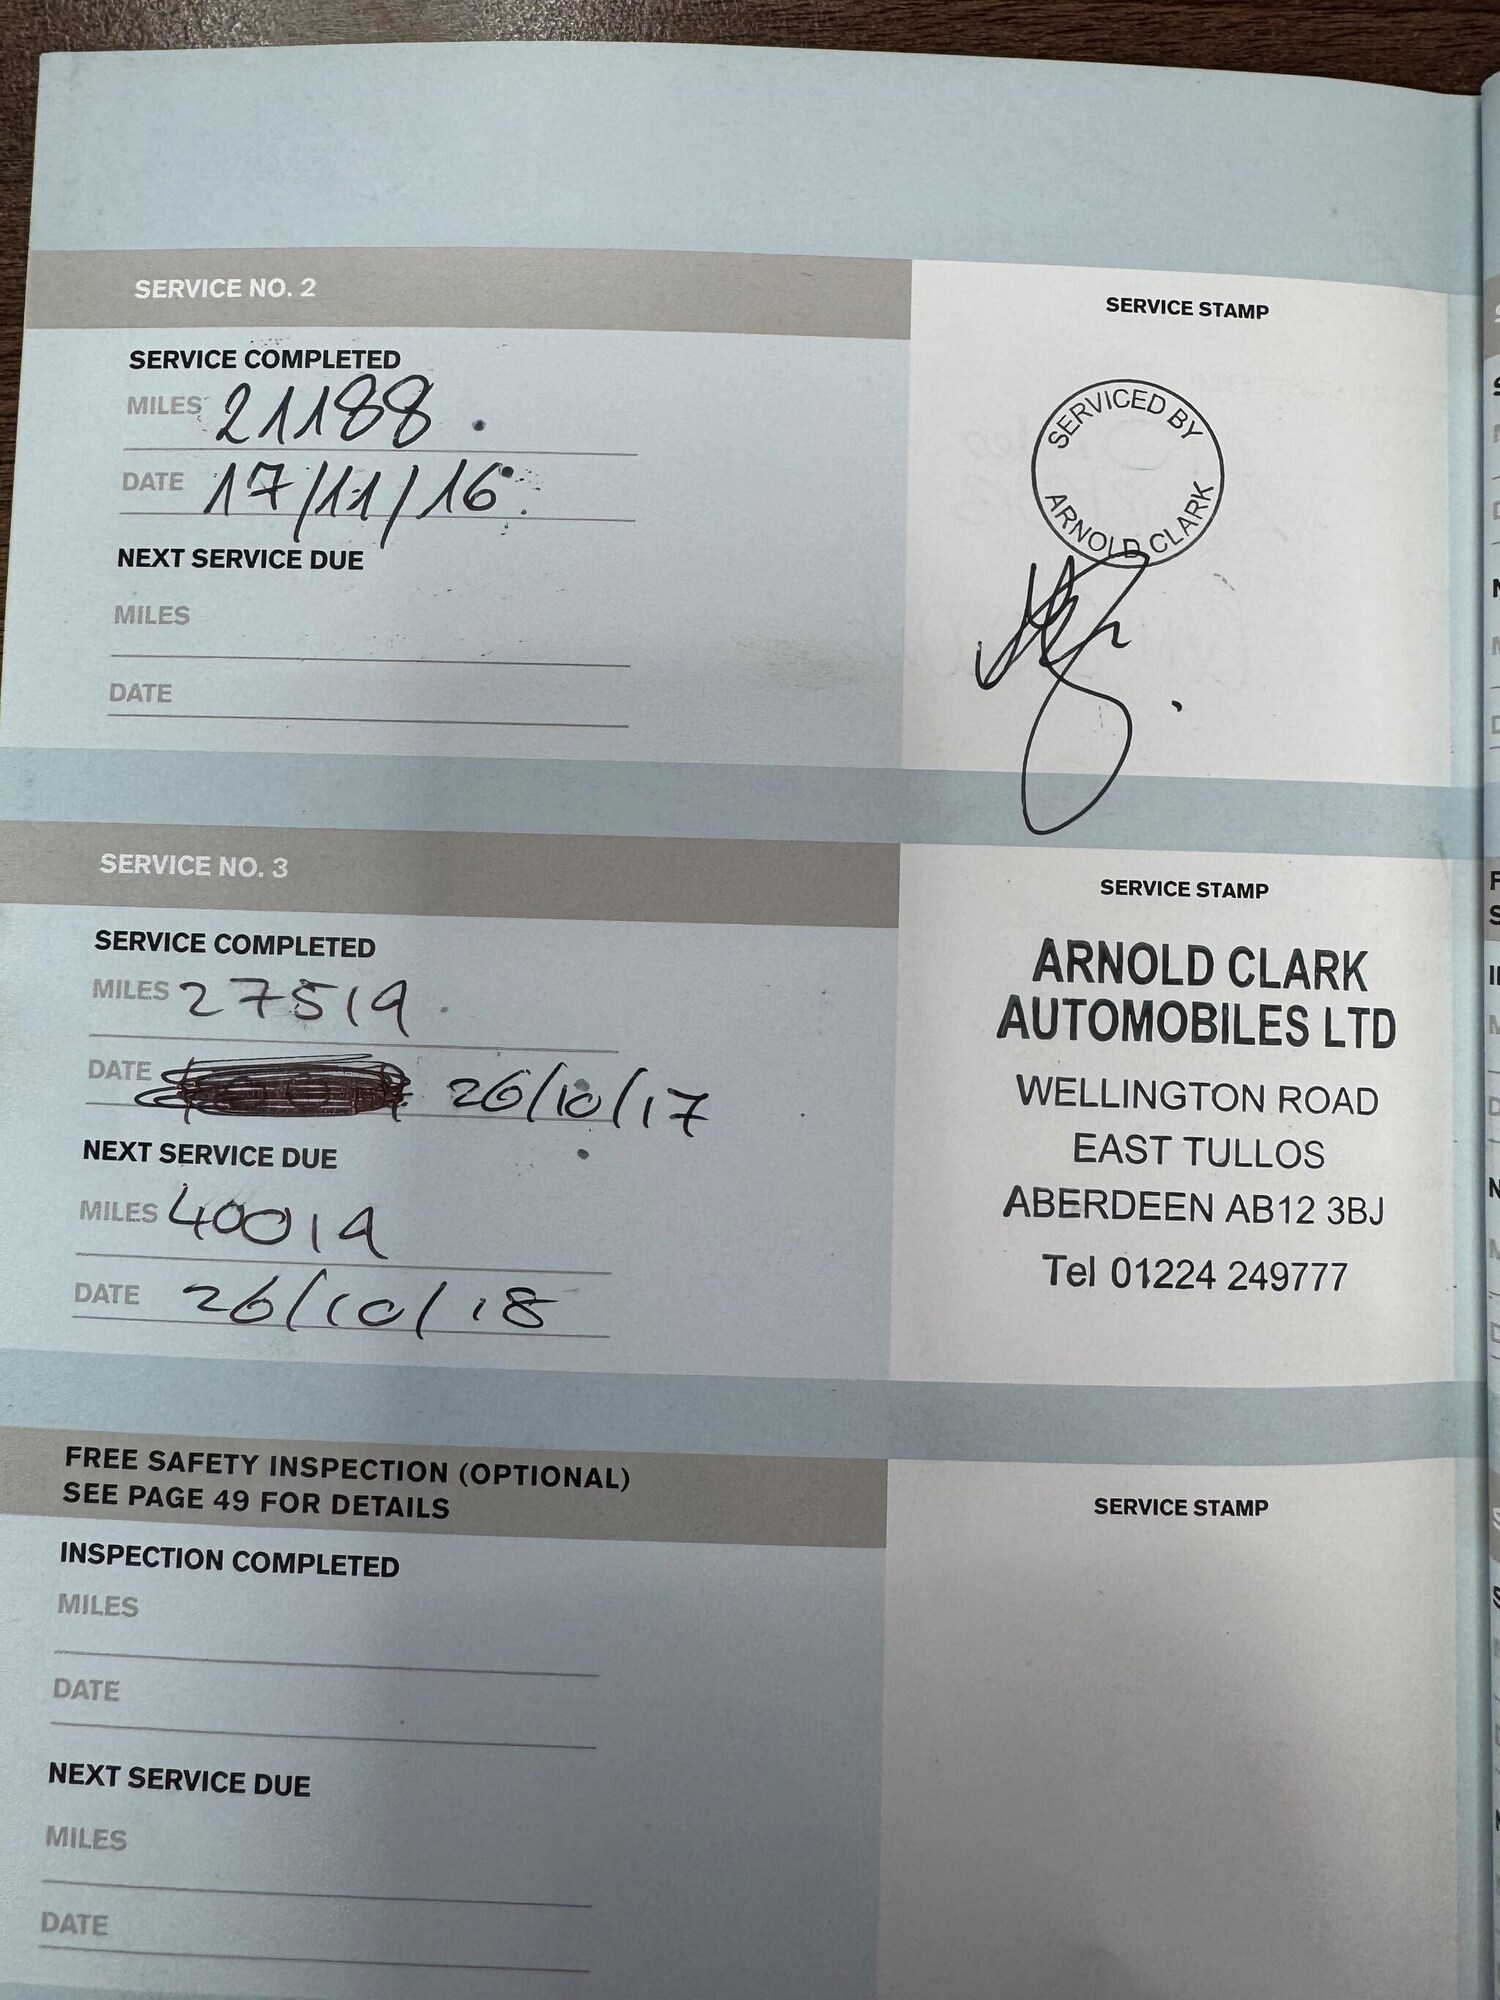 SERVICE NO. 2
SERVICE STAMP
SERVICE COMPLETED
MILES 21188.
DATE 17/11/16
SERVICED BY
ARNOLD CLARK
NEXT SERVICE DUE
MILES
DATE
SERVICE NO. 3
SERVICE STAMP
SERVICE COMPLETED
MILES 27519
DATE 26/10/17
NEXT SERVICE DUE
MILES 40019
DATE 26/10/18
ARNOLD CLARK
AUTOMOBILES LTD
WELLINGTON ROAD
EAST TULLOS
ABERDEEN AB12 3BJ
Tel 01224 249777
FREE SAFETY INSPECTION (OPTIONAL)
SEE PAGE 49 FOR DETAILS
SERVICE STAMP
INSPECTION COMPLETED
MILES
DATE
NEXT SERVICE DUE
MILES
DATE